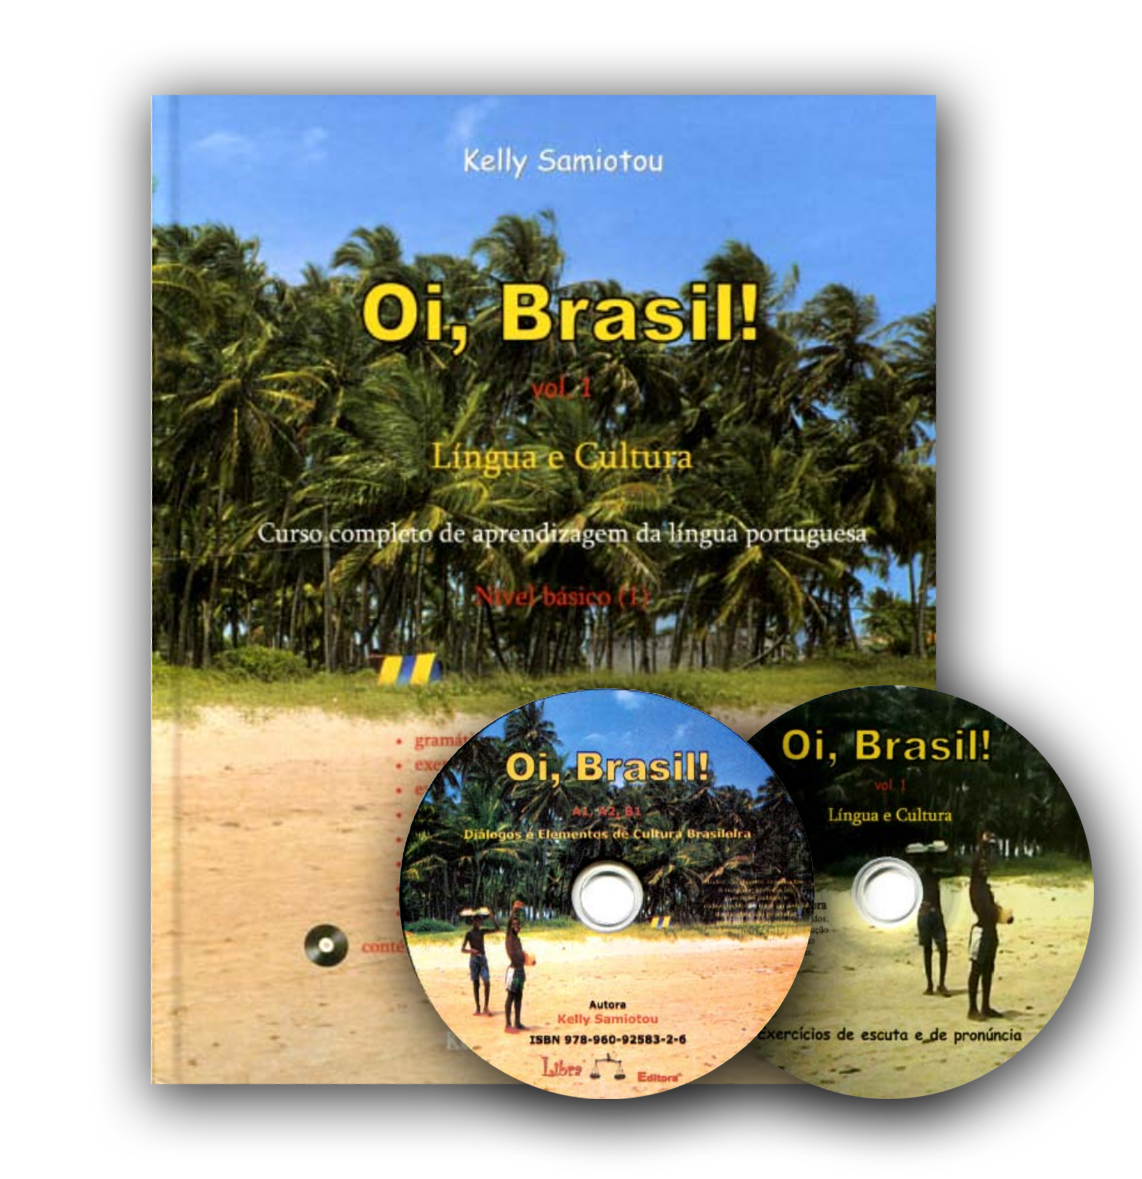 Kelly Samiotou
Oi, Brasil!
vol. 1
Língua e Cultura
Curso completo de aprendizagem da língua portuguesa
Nível básico (1)
Oi, Brasil!
A1, A2, B1
Diálogos e Elementos de Cultura Brasileira
Autora
Kelly Samiotou
ISBN 978-960-92583-2-6
Libra Editora
Oi, Brasil!
vol. 1
Língua e Cultura
Exercícios de escuta e de pronúncia